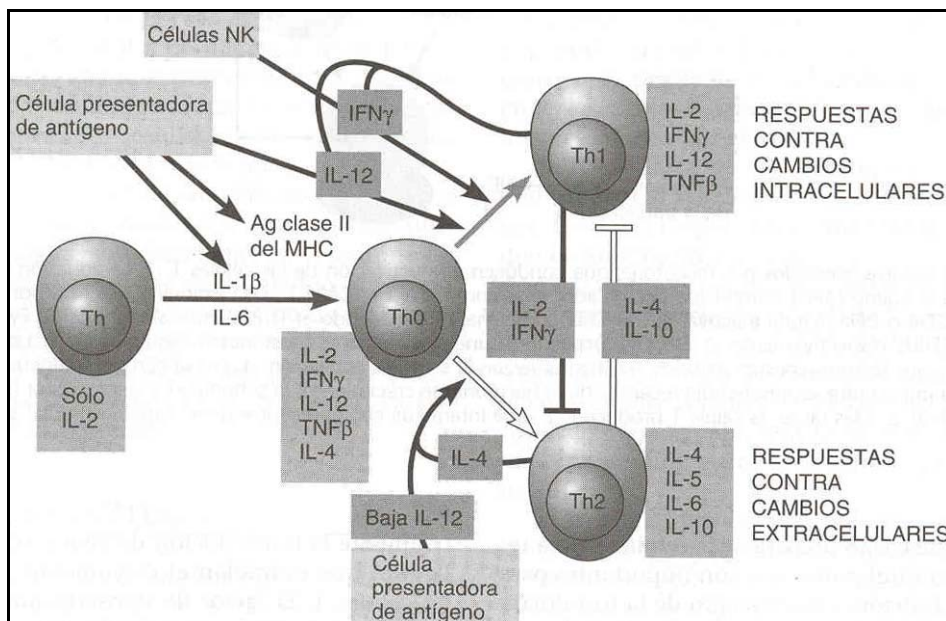 Células NK
Célula presentadora
de antígeno
IFNγ
IL-12
Th1
IL-2
IFNγ
IL-12
TNFβ
RESPUESTAS
CONTRA
CAMBIOS
INTRACELULARES
Ag clase II
del MHC
Th
IL-1β
IL-6
Th0
Sólo
IL-2
IL-2
IFNγ
IL-12
TNFβ
IL-4
IL-2
IFNγ
IL-4
IL-10
IL-4
Th2
IL-4
IL-5
IL-6
IL-10
RESPUESTAS
CONTRA
CAMBIOS
EXTRACELULARES
Baja IL-12
Célula
presentadora
de antígeno